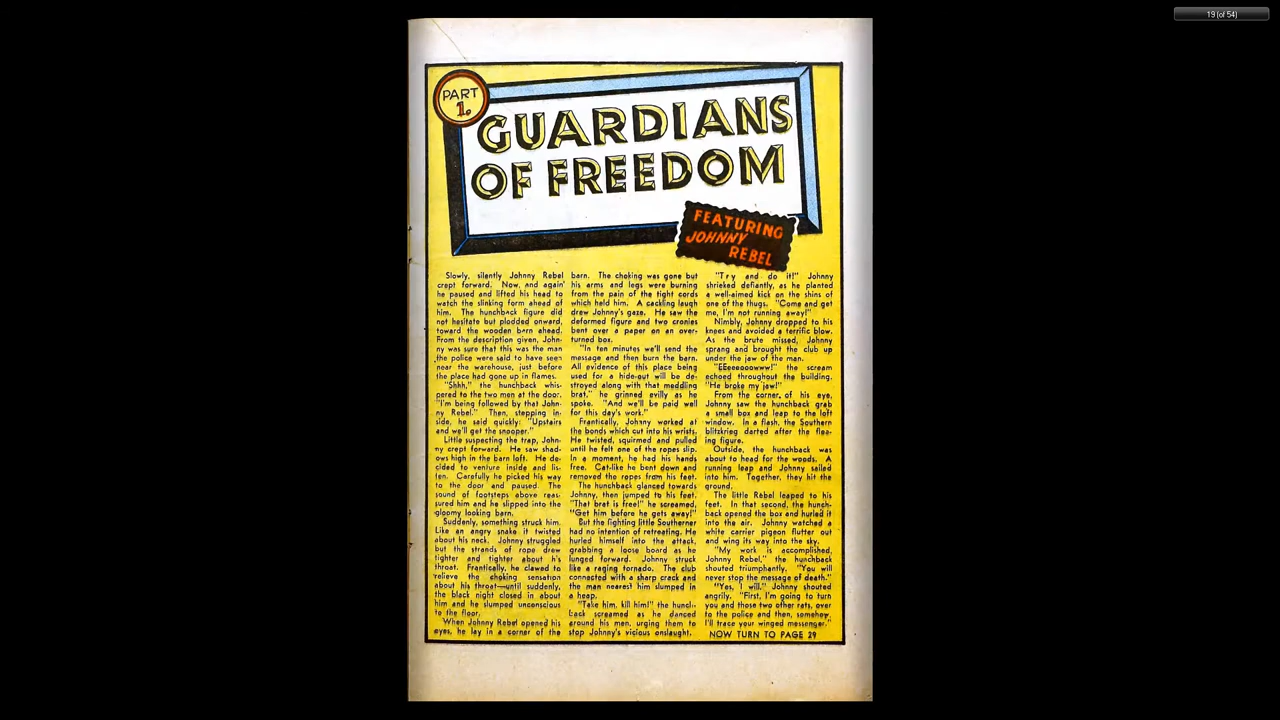 19 (of 54)
PART
1.
GUARDIANS
OF FREEDOM
FEATURING
JOHNNY
REBEL
Slowly, silently Johnny Rebel
crept forward. Now, and again
he paused and lifted his head to
watch the slinking form ahead of
him. The hunchback figure did
not hesitate but plodded onward,
toward the wooden barn ahead.
From the description given, John-
ny was sure that this was the man
the police were said to have seen
near the warehouse, just before
the place had gone up in flames.
"Shhh," the hunchback whis-
pered to the two men at the door.
"I'm being followed by that John-
ny Rebel." Then, stepping in-
side, he said quickly: "Upstairs
and we'll get the snooper."
Little suspecting the trap, John-
ny crept forward. He saw shad-
ows high in the barn loft. He de-
cided to venture inside and lis-
ten. Carefully he picked his way
to the door and paused. The
sound of footsteps above reas-
sured him and he slipped into the
gloomy looking barn.
Suddenly, something struck him.
Like an angry snake it twisted
about his neck. Johnny struggled
but the strands of rope drew
tighter and tighter about his
throat. Frantically, he clawed to
relieve the choking sensation
about his throat—until suddenly,
the black night closed in about
him and he slumped unconscious
to the floor.
When Johnny Rebel opened his
eyes, he lay in a corner of the
barn. The choking was gone but
his arms and legs were burning
from the pain of the tight cords
which held him. A cackling laugh
drew Johnny's gaze. He saw the
deformed figure and two cronies
bent over a paper on an over-
turned box.
"In ten minutes we'll send the
message and then burn the barn.
All evidence of this place being
used for a hide-out will be de-
stroyed along with that meddling
brat," he grinned evilly as he
spoke. "And we'll be paid well
for this day's work."
Frantically, Johnny worked at
the bonds which cut into his wrists.
He twisted, squirmed and pulled
until he felt one of the ropes slip.
In a moment, he had his hands
free. Cat-like he bent down and
removed the ropes from his feet.
The hunchback glanced towards
Johnny, then jumped to his feet.
"That brat is free!" he screamed,
"Get him before he gets away!"
But the fighting little Southerner
had no intention of retreating. He
hurled himself into the attack,
grabbing a loose board as he
lunged forward. Johnny struck
like a raging tornado. The club
connected with a sharp crack and
the man nearest him slumped in
a heap.
"Take him, kill him!" the hunch-
back screamed as he danced
around his men, urging them to
stop Johnny's vicious onslaught.
"Try and do it!" Johnny
shrieked defiantly, as he planted
a well-aimed kick on the shins of
one of the thugs. "Come and get
me, I'm not running away!"
Nimbly, Johnny dropped to his
knees and avoided a terrific blow.
As the brute missed, Johnny
sprang and brought the club up
under the jaw of the man.
"EEeeeooowww!" the scream
echoed throughout the building.
"He broke my jaw!"
From the corner, of his eye,
Johnny saw the hunchback grab
a small box and leap to the loft
window. In a flash, the Southern
blitzkrieg darted after the flee-
ing figure.
Outside, the hunchback was
about to head for the woods. A
running leap and Johnny sailed
into him. Together, they hit the
ground.
The little Rebel leaped to his
feet. In that second, the hunch-
back opened the box and hurled it
into the air. Johnny watched a
white carrier pigeon flutter out
and wing its way into the sky.
"My work is accomplished,
Johnny Rebel," the hunchback
shouted triumphantly. "You will
never stop the message of death."
"Yes, I will." Johnny shouted
angrily. "First, I'm going to turn
you and those two other rats, over
to the police and then, somehow,
I'll trace your winged messenger."
NOW TURN TO PAGE 29